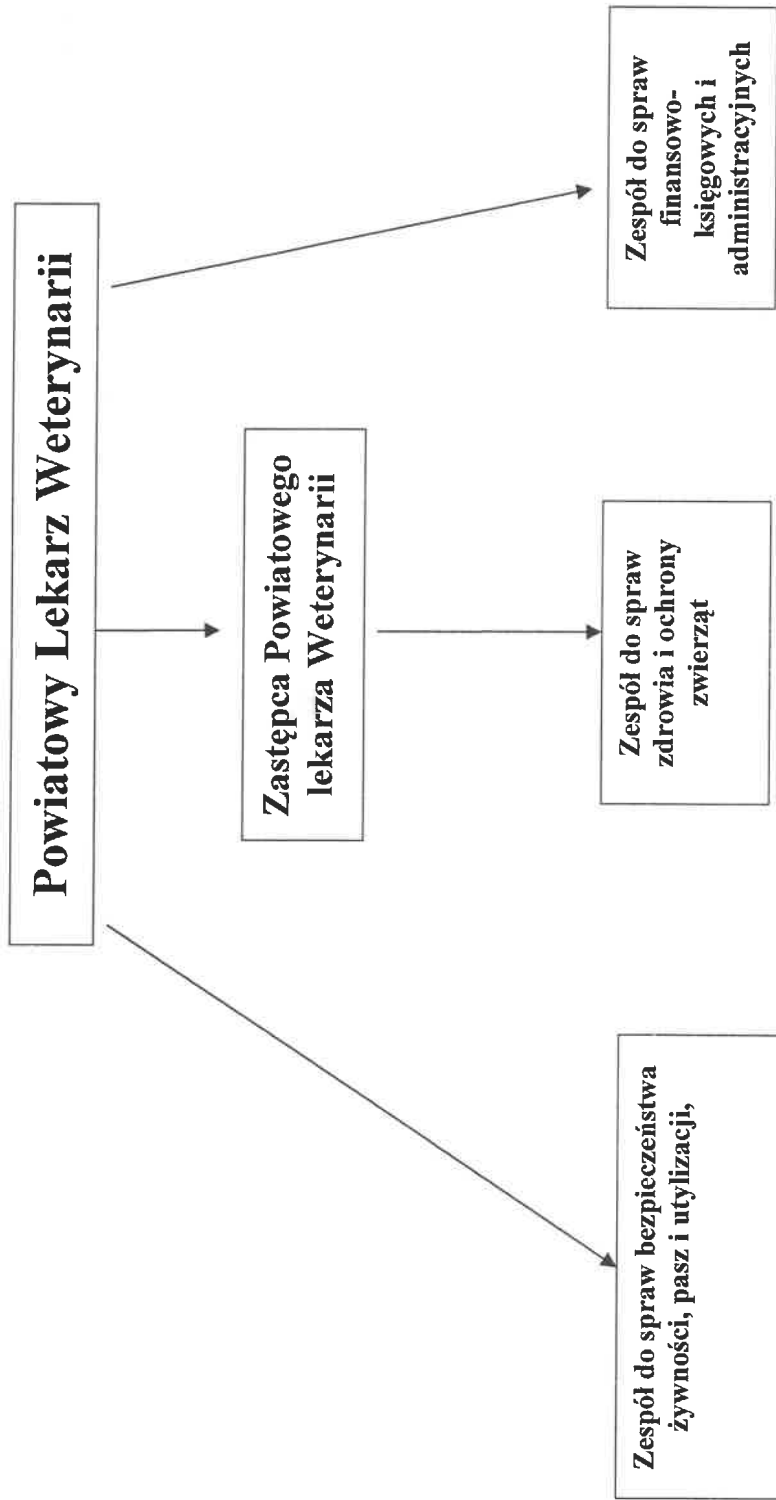 Powiatowy Lekarz Weterynarii
Zastępca Powiatowego
lekarza Weterynarii
Zespół do spraw bezpieczeństwa
żywności, pasz i utylizacji,
Zespół do spraw
zdrowia i ochrony
zwierząt
Zespół do spraw
finansowo-
księgowych i
administracyjnych